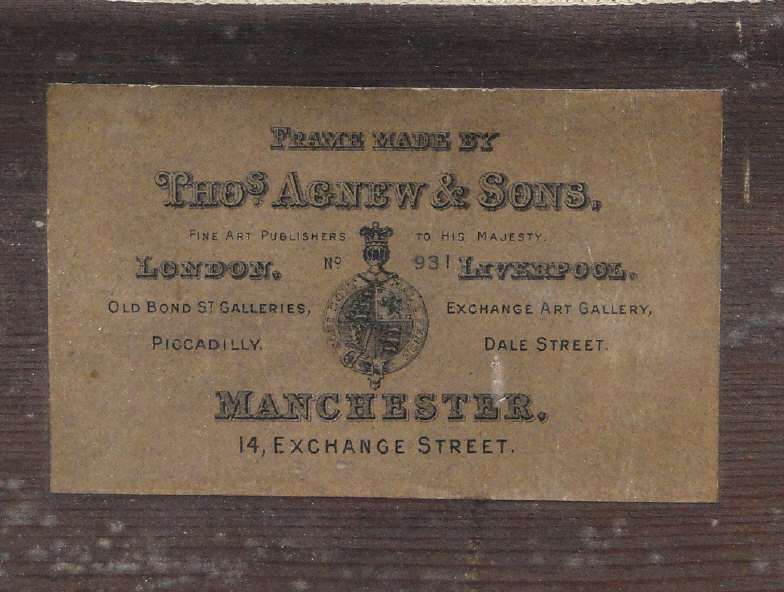 FRAME MADE BY
THOS AGNEW & SONS,
FINE ART PUBLISHERS TO HIS MAJESTY.
LONDON. No 931 LIVERPOOL.
OLD BOND ST GALLERIES, EXCHANGE ART GALLERY,
PICCADILLY. DALE STREET.
MANCHESTER.
14, EXCHANGE STREET.